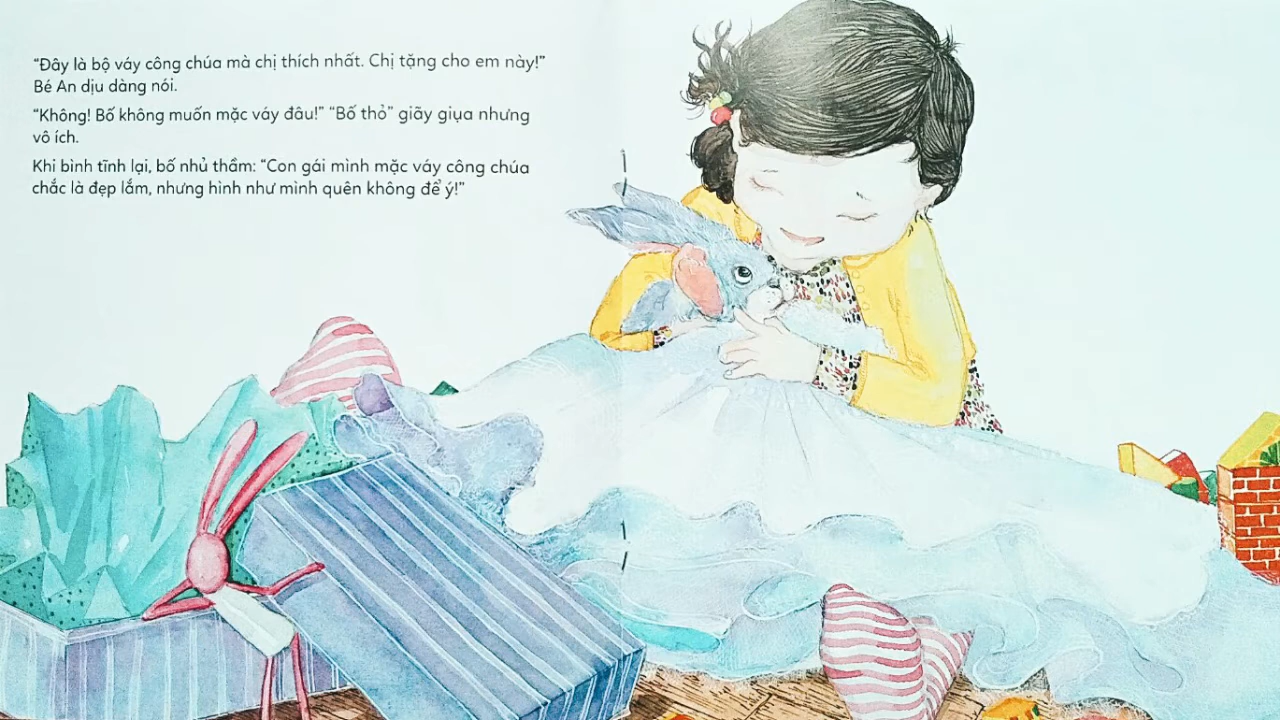 “Đây là bộ váy công chúa mà chị thích nhất. Chị tặng cho em này!”
Bé An dịu dàng nói.
“Không! Bố không muốn mặc váy đâu!” “Bố thỏ” giãy giụa nhưng
vô ích.
Khi bình tĩnh lại, bố nhủ thầm: “Con gái mình mặc váy công chúa
chắc là đẹp lắm, nhưng hình như mình quên không để ý!”